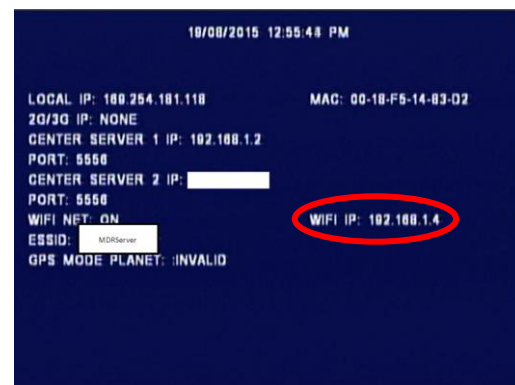 19/08/2015 12:55:44 PM
LOCAL IP: 169.254.181.118 MAC: 00-18-F5-14-83-D2
2G/3G IP: NONE
CENTER SERVER 1 IP: 192.168.1.2
PORT: 5556
CENTER SERVER 2 IP:
PORT: 5556
WIFI NET: ON WIFI IP: 192.168.1.4
ESSID: MDRServer
GPS MODE PLANET: :INVALID